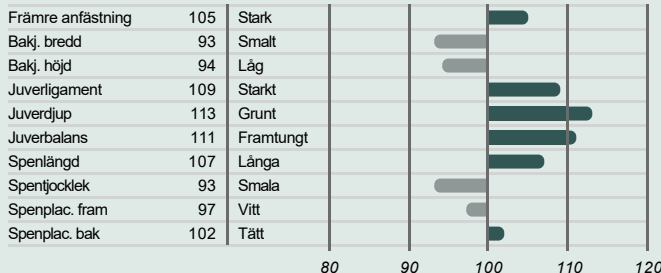 Främre anfästning 105 Stark
Bakj. bredd 93 Smalt
Bakj. höjd 94 Låg
Juverligament 109 Starkt
Juverdjup 113 Grunt
Juverbalans 111 Framtungt
Spenlängd 107 Långa
Spentjocklek 93 Smala
Spenplac. fram 97 Vitt
Spenplac. bak 102 Tätt
80 90 100 110 120